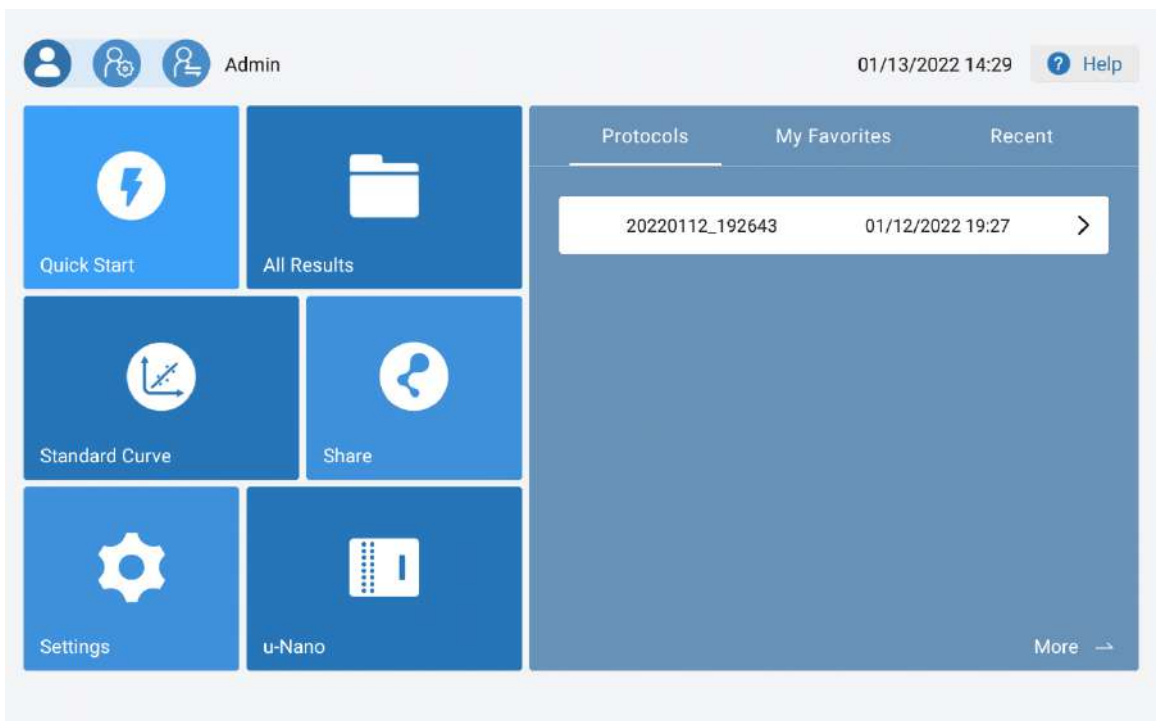 Admin
01/13/2022 14:29
? Help
Quick Start
All Results
Standard Curve
Share
Settings
u-Nano
Protocols
My Favorites
Recent
20220112_192643
01/12/2022 19:27
More →